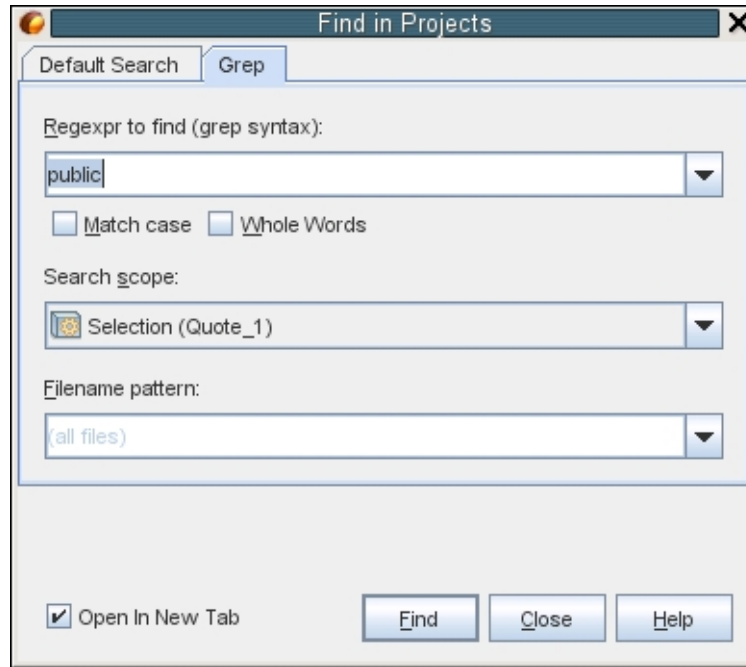 Find in Projects
Default Search Grep
Regexpr to find (grep syntax):
public
Match case Whole Words
Search scope:
Selection (Quote_1)
Filename pattern:
(all files)
Open In New Tab Find Close Help